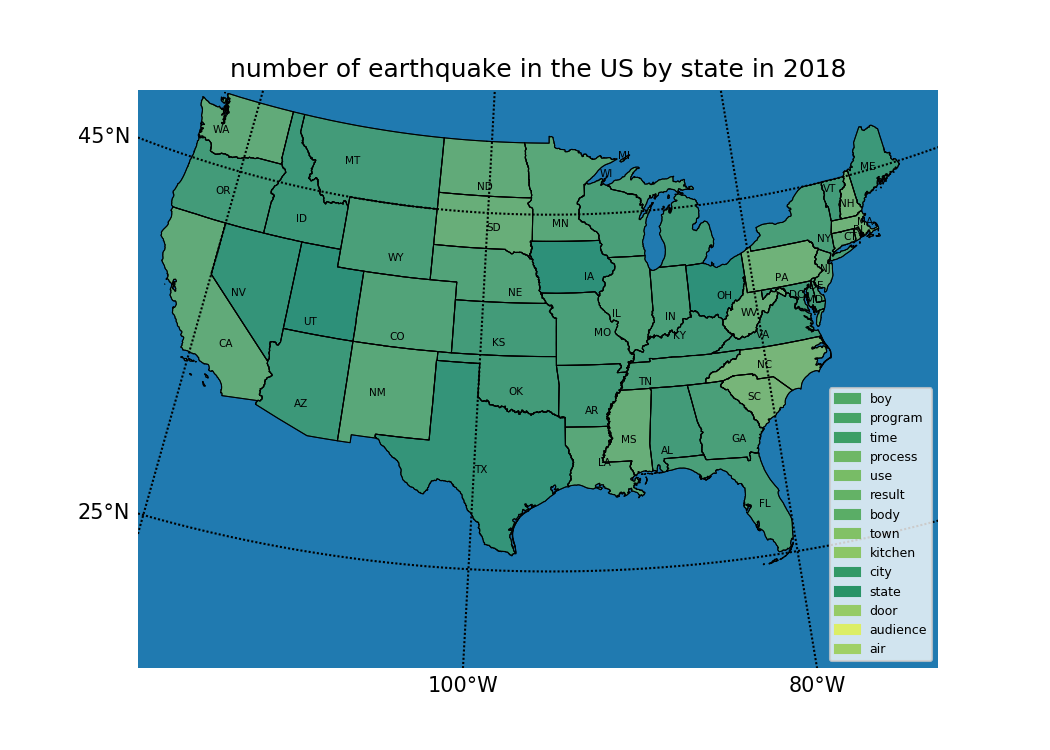 number of earthquake in the US by state in 2018
45°N
25°N
100°W
80°W
WA
MT
ND
MI
ME
OR
ID
SD
MN
WI
VT
NH
MA
NY
CT
WY
NV
UT
CO
NE
IA
IL
IN
OH
PA
NJ
WV
VA
CA
KS
MO
KY
AZ
NM
OK
AR
TN
NC
SC
TX
LA
MS
AL
GA
FL
boy
program
time
process
use
result
body
town
kitchen
city
state
door
audience
air